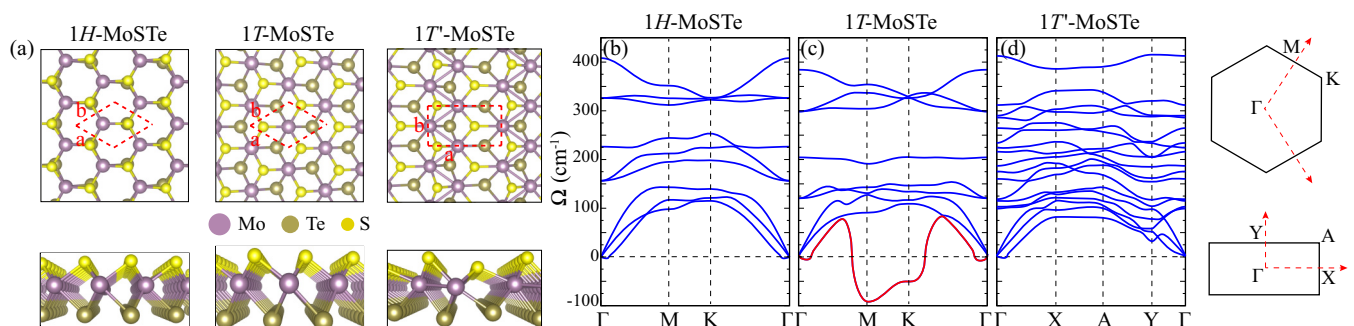 1H-MoSTe 1T-MoSTe 1T'-MoSTe 1H-MoSTe 1T-MoSTe 1T'-MoSTe
(a) (b) (c) (d)
b
a
b
a
b
a
Mo Te S
Ω (cm⁻¹)
400
300
200
100
0
-100
Γ M K Γ
Γ M K Γ
Γ X A Y Γ
M
K
Γ
Y A
Γ X